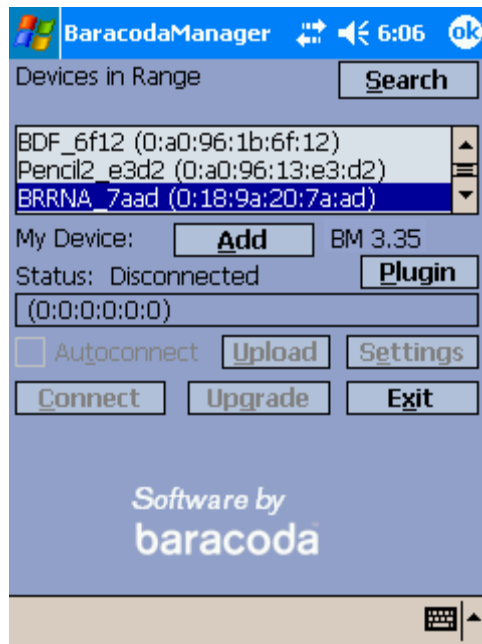 BaracodaManager 6:06 ok
Devices in Range Search
BDF_6f12 (0:a0:96:1b:6f:12)
Pencil2_e3d2 (0:a0:96:13:e3:d2)
BRRNA_7aad (0:18:9a:20:7a:ad)
My Device: Add BM 3.35
Status: Disconnected Plugin
(0:0:0:0:0:0)
Autoconnect Upload Settings
Connect Upgrade Exit
Software by
baracoda